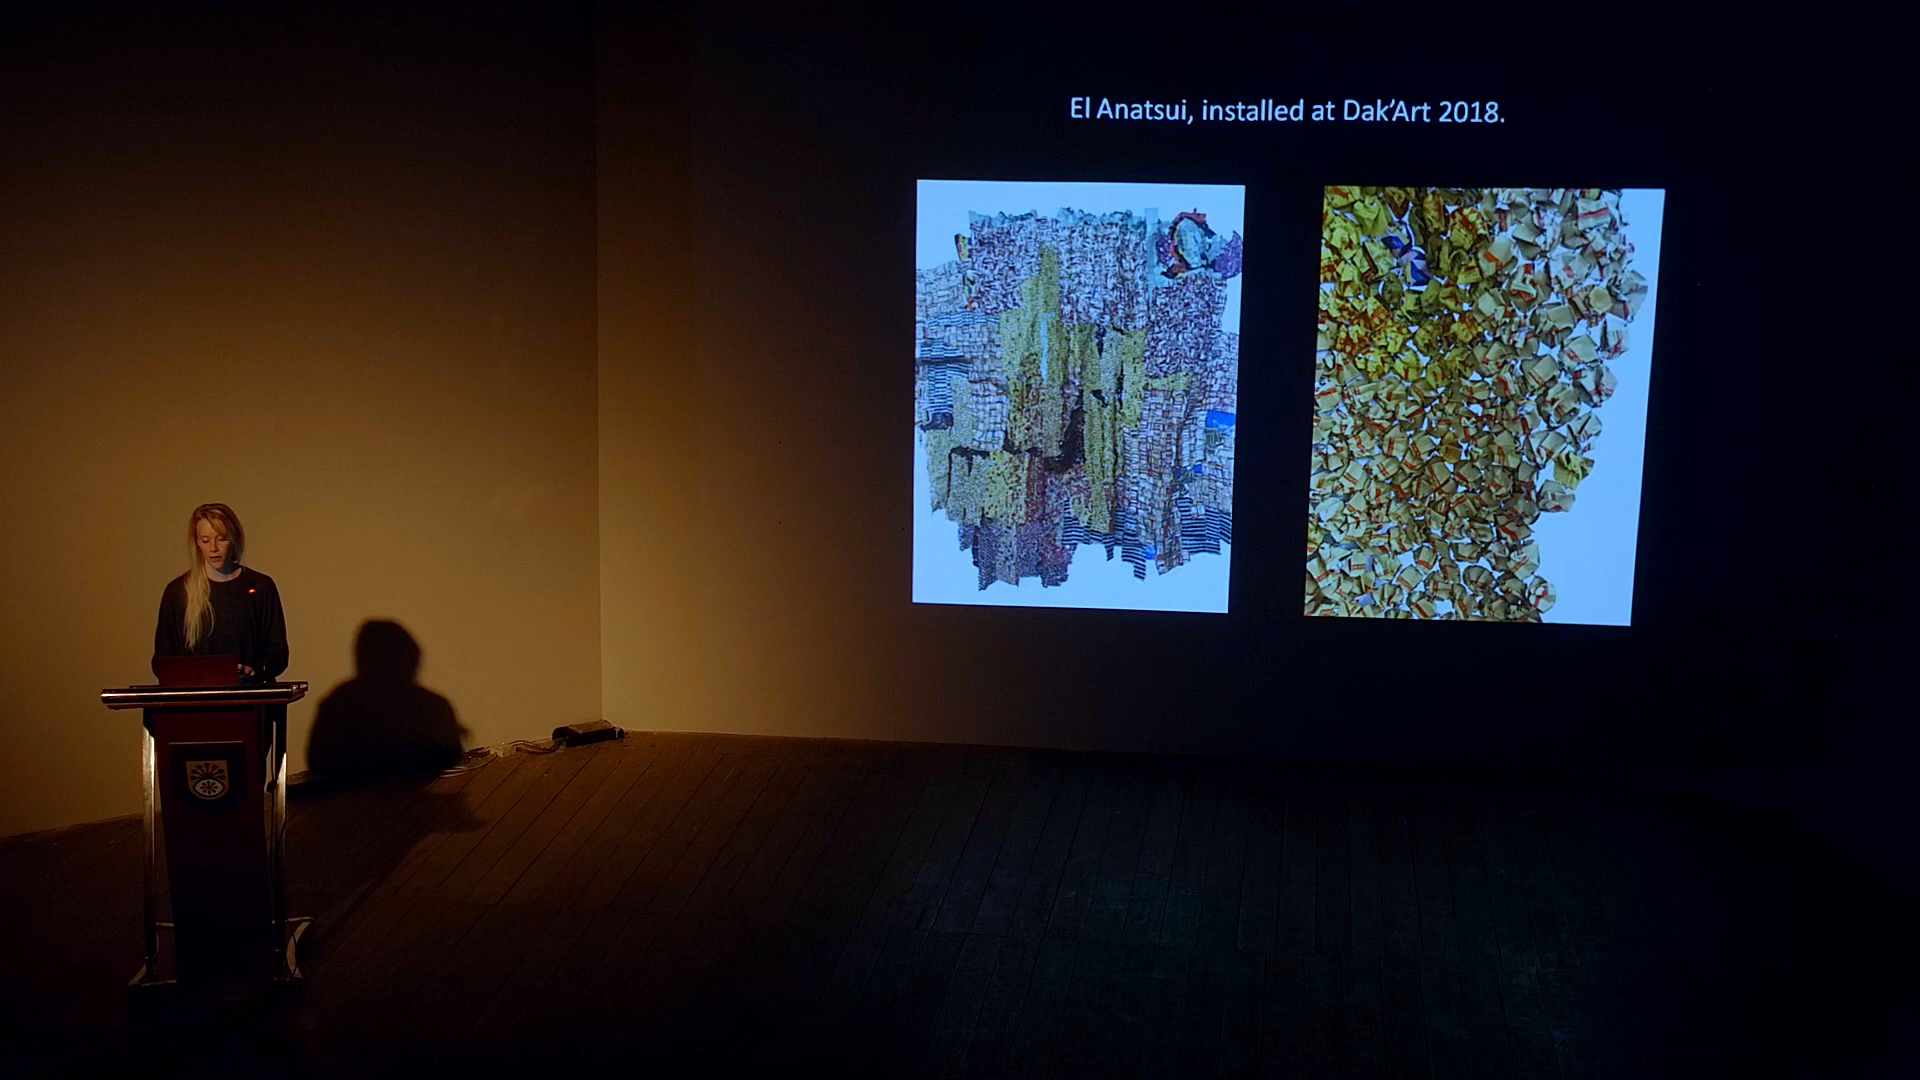 El Anatsui, installed at Dak’Art 2018.